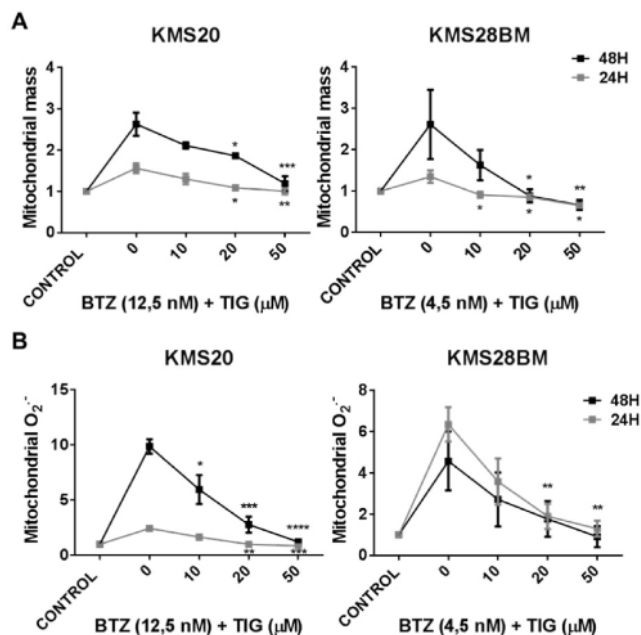 A
KMS20
KMS28BM
48H
24H
Mitochondrial mass
4
3
2
1
0
CONTROL
0
10
20
50
*
***
*
**
BTZ (12,5 nM) + TIG (µM)
Mitochondrial mass
4
3
2
1
0
CONTROL
0
10
20
50
*
**
*
*
*
BTZ (4,5 nM) + TIG (µM)
B
KMS20
KMS28BM
48H
24H
Mitochondrial O₂·⁻
15
10
5
0
CONTROL
0
10
20
50
*
***
****
**
***
BTZ (12,5 nM) + TIG (µM)
Mitochondrial O₂·⁻
8
6
4
2
0
CONTROL
0
10
20
50
**
**
BTZ (4,5 nM) + TIG (µM)